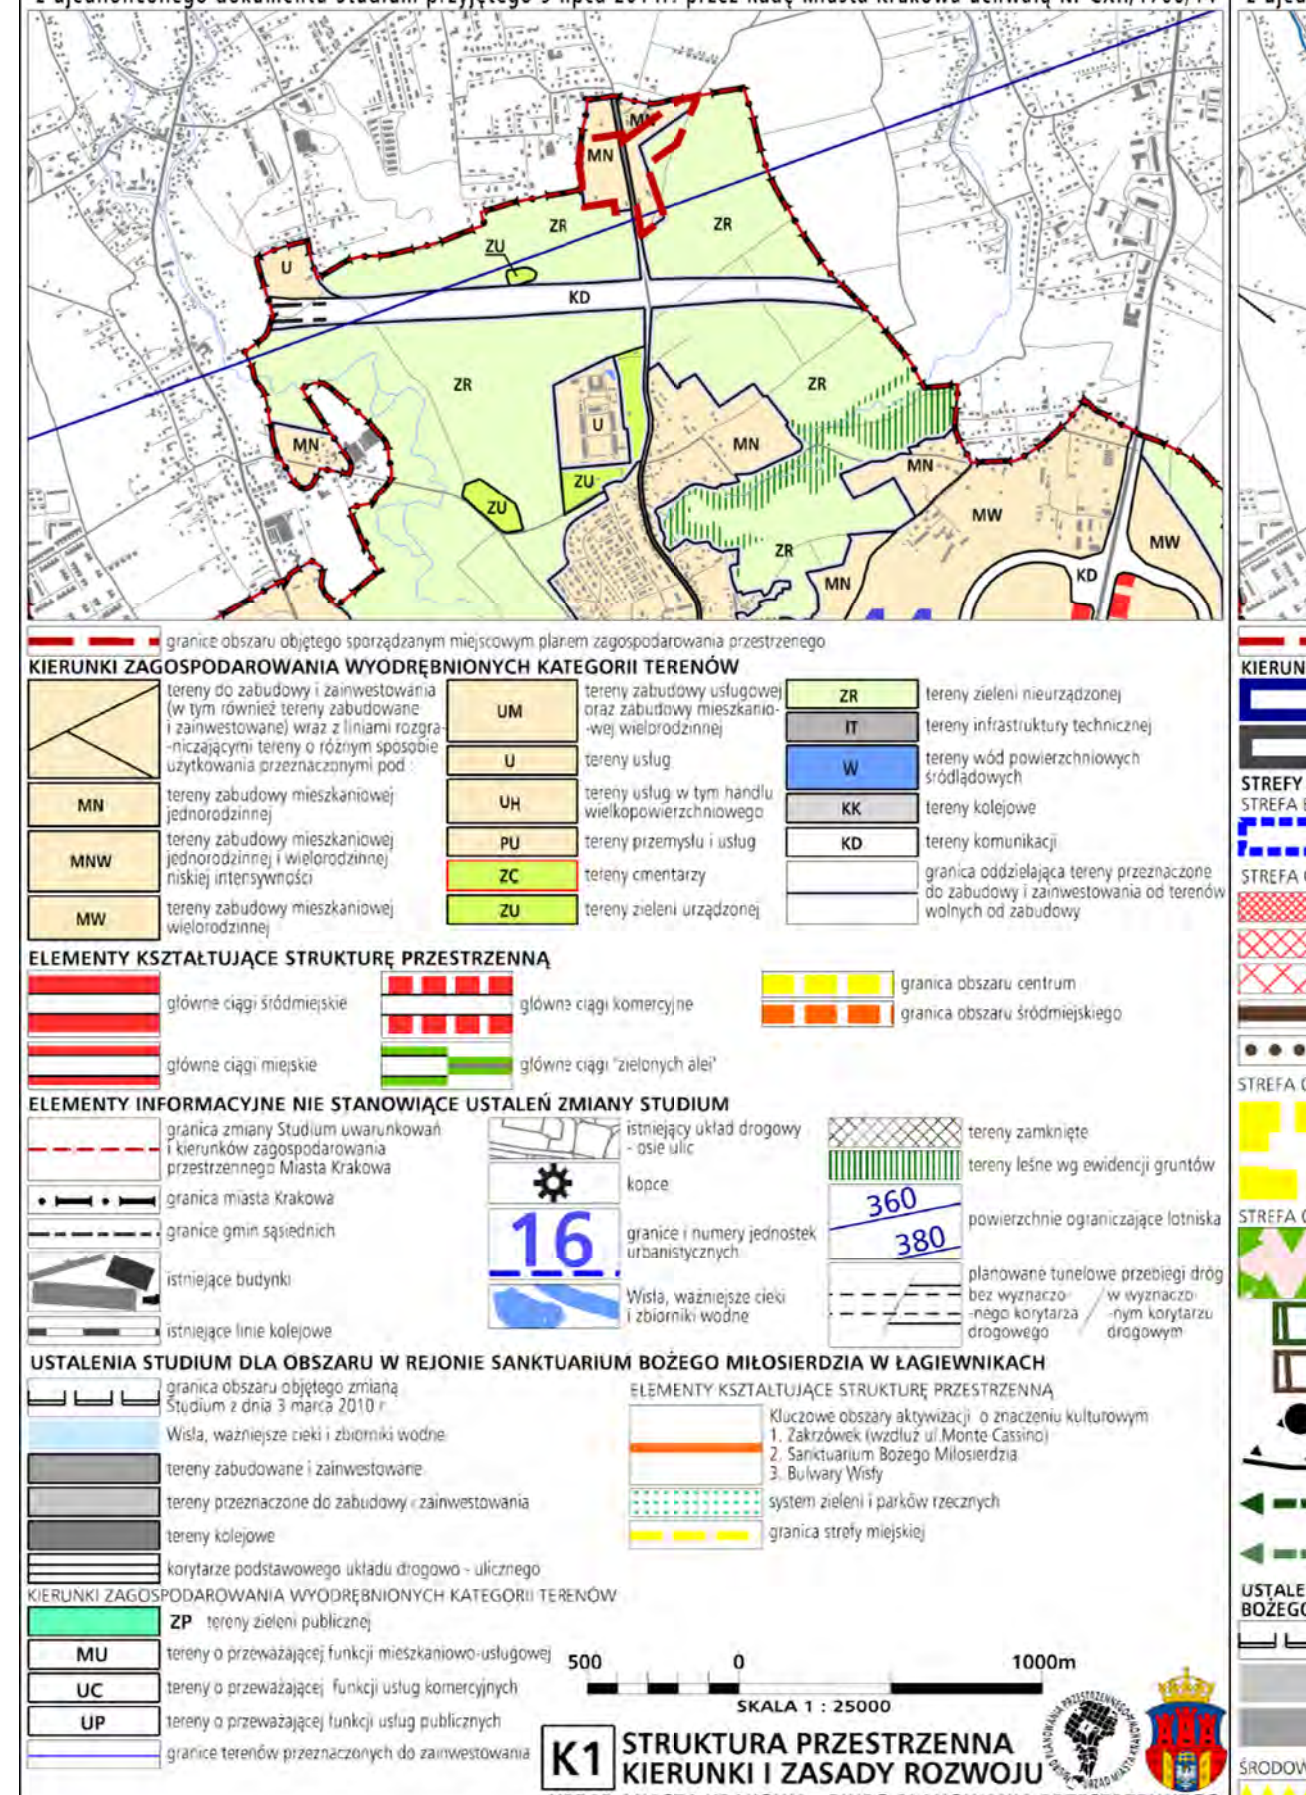 MN
MN
ZR
ZU
ZR
U
KD
ZR
ZR
U
MN
MN
MN
ZU
ZU
MW
MW
ZR
MN
KD
granice obszaru objętego sporządzanym miejscowym planem zagospodarowania przestrzenego
KIERUNKI ZAGOSPODAROWANIA WYODRĘBNIONYCH KATEGORII TERENÓW
tereny do zabudowy i zainwestowania
(w tym również tereny zabudowane
i zainwestowane) wraz z liniami rozgra-
-niczającymi tereny o różnym sposobie
użytkowania przeznaczonymi pod :
MN tereny zabudowy mieszkaniowej
jednorodzinnej
MNW tereny zabudowy mieszkaniowej
jednorodzinnej i wielorodzinnej
niskiej intensywności
MW tereny zabudowy mieszkaniowej
wielorodzinnej
UM tereny zabudowy usługowej
oraz zabudowy mieszkanio-
-wej wielorodzinnej
U tereny usług
UH tereny usług w tym handlu
wielkopowierzchniowego
PU tereny przemysłu i usług
ZC tereny cmentarzy
ZU tereny zieleni urządzonej
ZR tereny zieleni nieurządzonej
IT tereny infrastruktury technicznej
W tereny wód powierzchniowych
śródlądowych
KK tereny kolejowe
KD tereny komunikacji
granica oddzielająca tereny przeznaczone
do zabudowy i zainwestowania od terenów
wolnych od zabudowy
ELEMENTY KSZTAŁTUJĄCE STRUKTURĘ PRZESTRZENNĄ
główne ciągi śródmiejskie
główne ciągi miejskie
główne ciągi komercyjne
główne ciągi "zielonych alei"
granica obszaru centrum
granica obszaru śródmiejskiego
ELEMENTY INFORMACYJNE NIE STANOWIĄCE USTALEŃ ZMIANY STUDIUM
granica zmiany Studium uwarunkowań
i kierunków zagospodarowania
przestrzennego Miasta Krakowa
granica miasta Krakowa
granice gmin sąsiednich
istniejące budynki
istniejące linie kolejowe
istniejący układ drogowy
- osie ulic
kopce
16 granice i numery jednostek
urbanistycznych
Wisła, ważniejsze cieki
i zbiorniki wodne
tereny zamknięte
tereny leśne wg ewidencji gruntów
360
380
powierzchnie ograniczające lotniska
planowane tunelowe przebiegi dróg
bez wyznaczo-
-nego korytarza
drogowego
w wyznaczo-
-nym korytarzu
drogowym
USTALENIA STUDIUM DLA OBSZARU W REJONIE SANKTUARIUM BOŻEGO MIŁOSIERDZIA W ŁAGIEWNIKACH
granica obszaru objętego zmianą
Studium z dnia 3 marca 2010 r
Wisła, ważniejsze cieki i zbiorniki wodne
tereny zabudowane i zainwestowane
tereny przeznaczone do zabudowy i zainwestowania
tereny kolejowe
korytarze podstawowego układu drogowo - ulicznego
ELEMENTY KSZTAŁTUJĄCE STRUKTURĘ PRZESTRZENNĄ
Kluczowe obszary aktywizacji o znaczeniu kulturowym
1. Zakrzówek (wzdłuż ul.Monte Cassino)
2. Sanktuarium Bożego Miłosierdzia
3. Bulwary Wisły
system zieleni i parków rzecznych
granica strefy miejskiej
KIERUNKI ZAGOSPODAROWANIA WYODRĘBNIONYCH KATEGORII TERENÓW
ZP tereny zieleni publicznej
MU tereny o przeważającej funkcji mieszkaniowo-usługowej
UC tereny o przeważającej funkcji usług komercyjnych
UP tereny o przeważającej funkcji usług publicznych
granice terenów przeznaczonych do zainwestowania
500 0 1000m
SKALA 1 : 25000
K1 STRUKTURA PRZESTRZENNA
KIERUNKI I ZASADY ROZWOJU
KIERUN
STREFY
STREFA
STREFA
STREFA
STREFA
USTALE
BOŻEGO
ŚRODOW